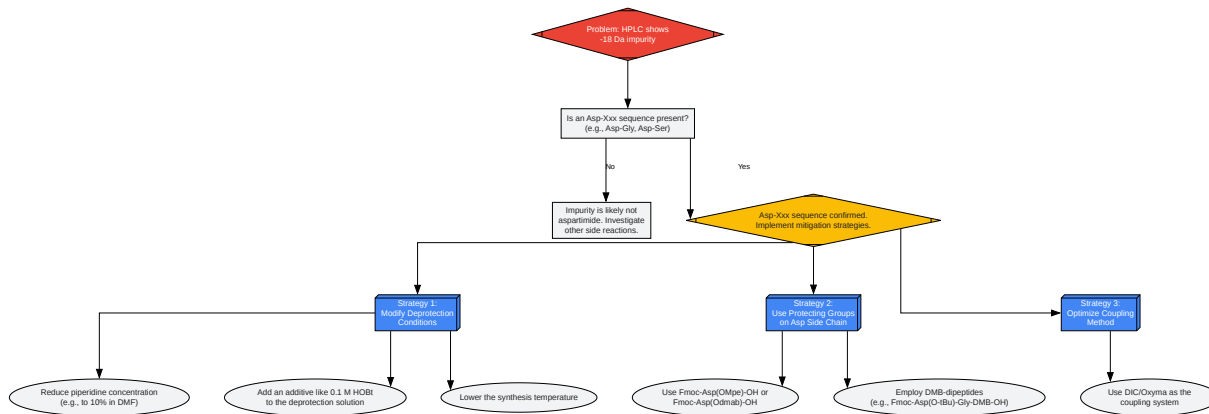 Problem: HPLC shows
-18 Da impurity
Is an Asp-Xxx sequence present?
(e.g., Asp-Gly, Asp-Ser)
No
Yes
Impurity is likely not
aspartimide. Investigate
other side reactions.
Asp-Xxx sequence confirmed.
Implement mitigation strategies.
Strategy 1:
Modify Deprotection
Conditions
Strategy 2:
Use Protecting Groups
on Asp Side Chain
Strategy 3:
Optimize Coupling
Method
Reduce piperidine concentration
(e.g., to 10% in DMF)
Add an additive like 0.1 M HOBt
to the deprotection solution
Lower the synthesis temperature
Use Fmoc-Asp(OMpe)-OH or
Fmoc-Asp(Odmab)-OH
Employ DMB-dipeptides
(e.g., Fmoc-Asp(O-tBu)-Gly-DMB-OH)
Use DIC/Oxyma as the
coupling system